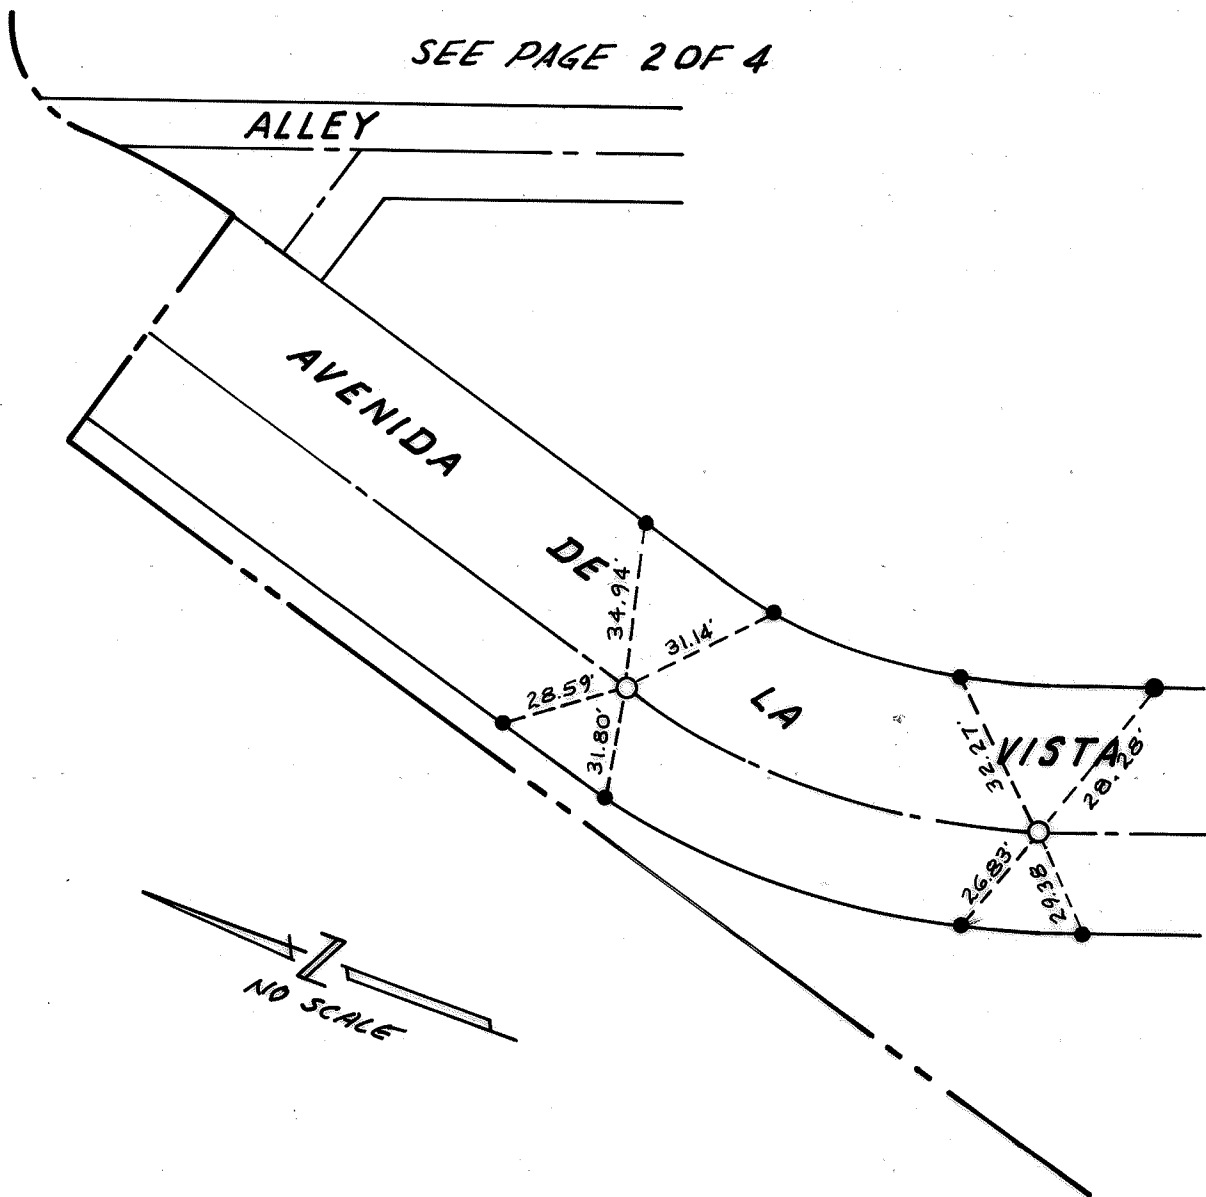 SEE PAGE 2 OF 4
ALLEY
AVENIDA
DE
LA
VISTA
34.94'
31.14'
28.59'
31.80'
32.27'
28.28'
26.83'
29.38
N
NO SCALE